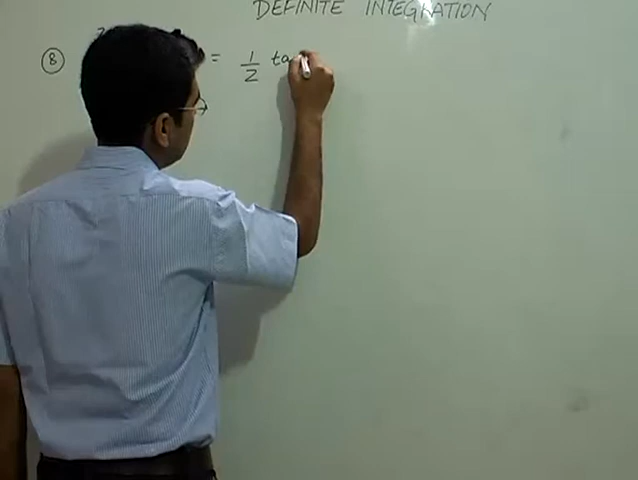 DEFINITE INTEGRATION
8 = 1/2 ta